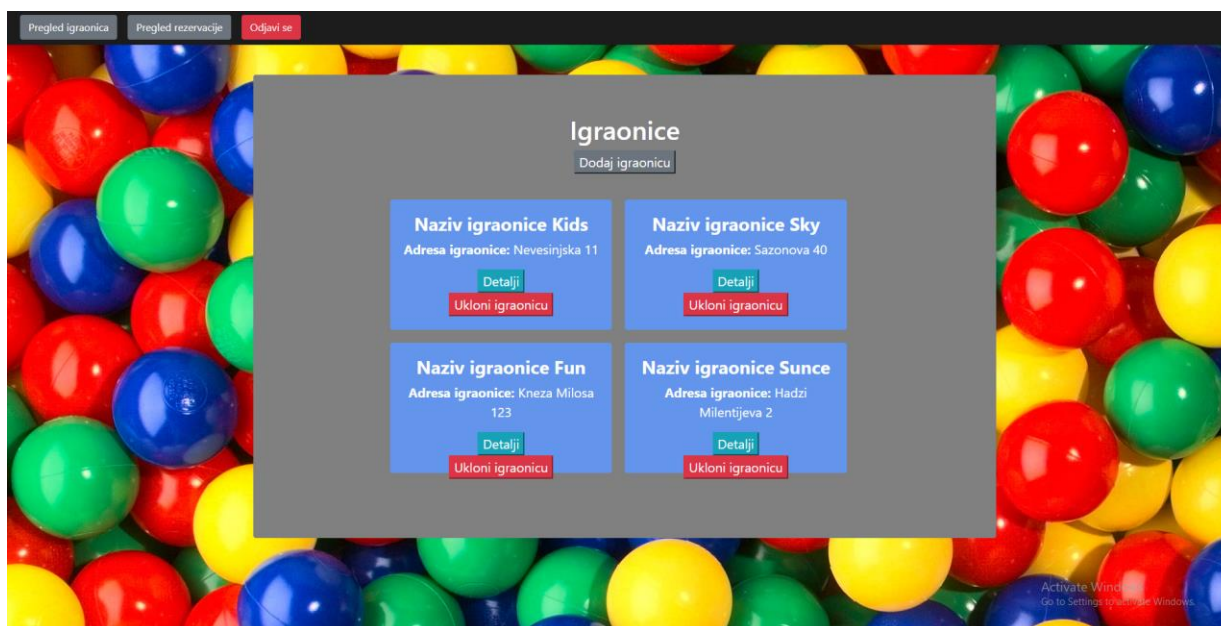 Pregled igraonica
Pregled rezervacije
Odjavi se
Igraonice
Dodaj igraonicu
Naziv igraonice Kids
Adresa igraonice: Nevesinjska 11
Detalji
Ukloni igraonicu
Naziv igraonice Sky
Adresa igraonice: Sazonova 40
Detalji
Ukloni igraonicu
Naziv igraonice Fun
Adresa igraonice: Kneza Milosa
123
Detalji
Ukloni igraonicu
Naziv igraonice Sunce
Adresa igraonice: Hadzi
Milentijeva 2
Detalji
Ukloni igraonicu
Activate Windows
Go to Settings to activate Windows.